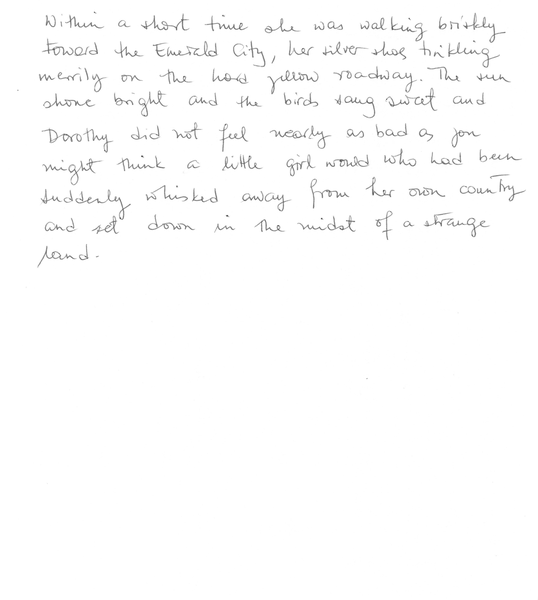 Within a short time she was walking briskly
toward the Emerald City, her silver shoes tinkling
merrily on the hard yellow roadway. The sun
shone bright and the birds sang sweet and
Dorothy did not feel nearly as bad as you
might think a little girl would who had been
suddenly whisked away from her own country
and set down in the midst of a strange
land.